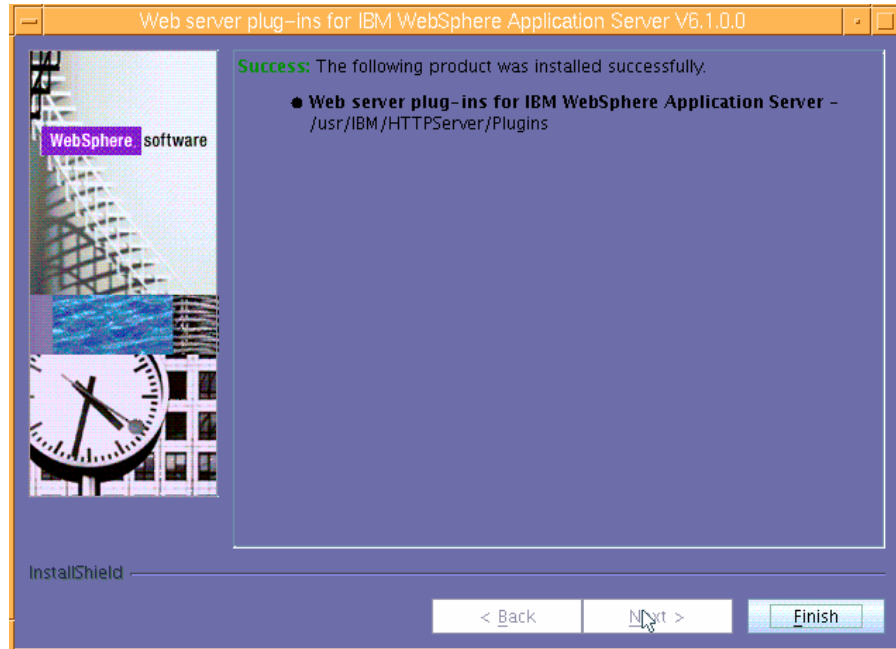 Web server plug-ins for IBM WebSphere Application Server V6.1.0.0
WebSphere software
Success: The following product was installed successfully.
● Web server plug-ins for IBM WebSphere Application Server -
/usr/IBM/HTTPServer/Plugins
InstallShield
< Back
Next >
Finish